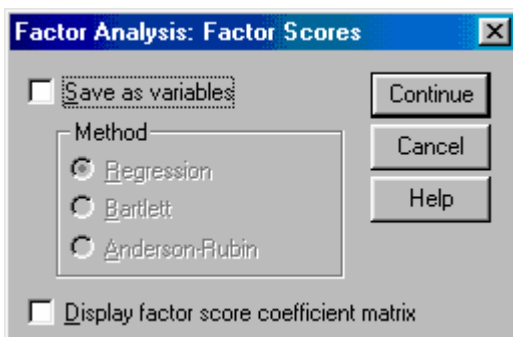 Factor Analysis: Factor Scores
Save as variables
Continue
Method
Cancel
Regression
Help
Bartlett
Anderson-Rubin
Display factor score coefficient matrix